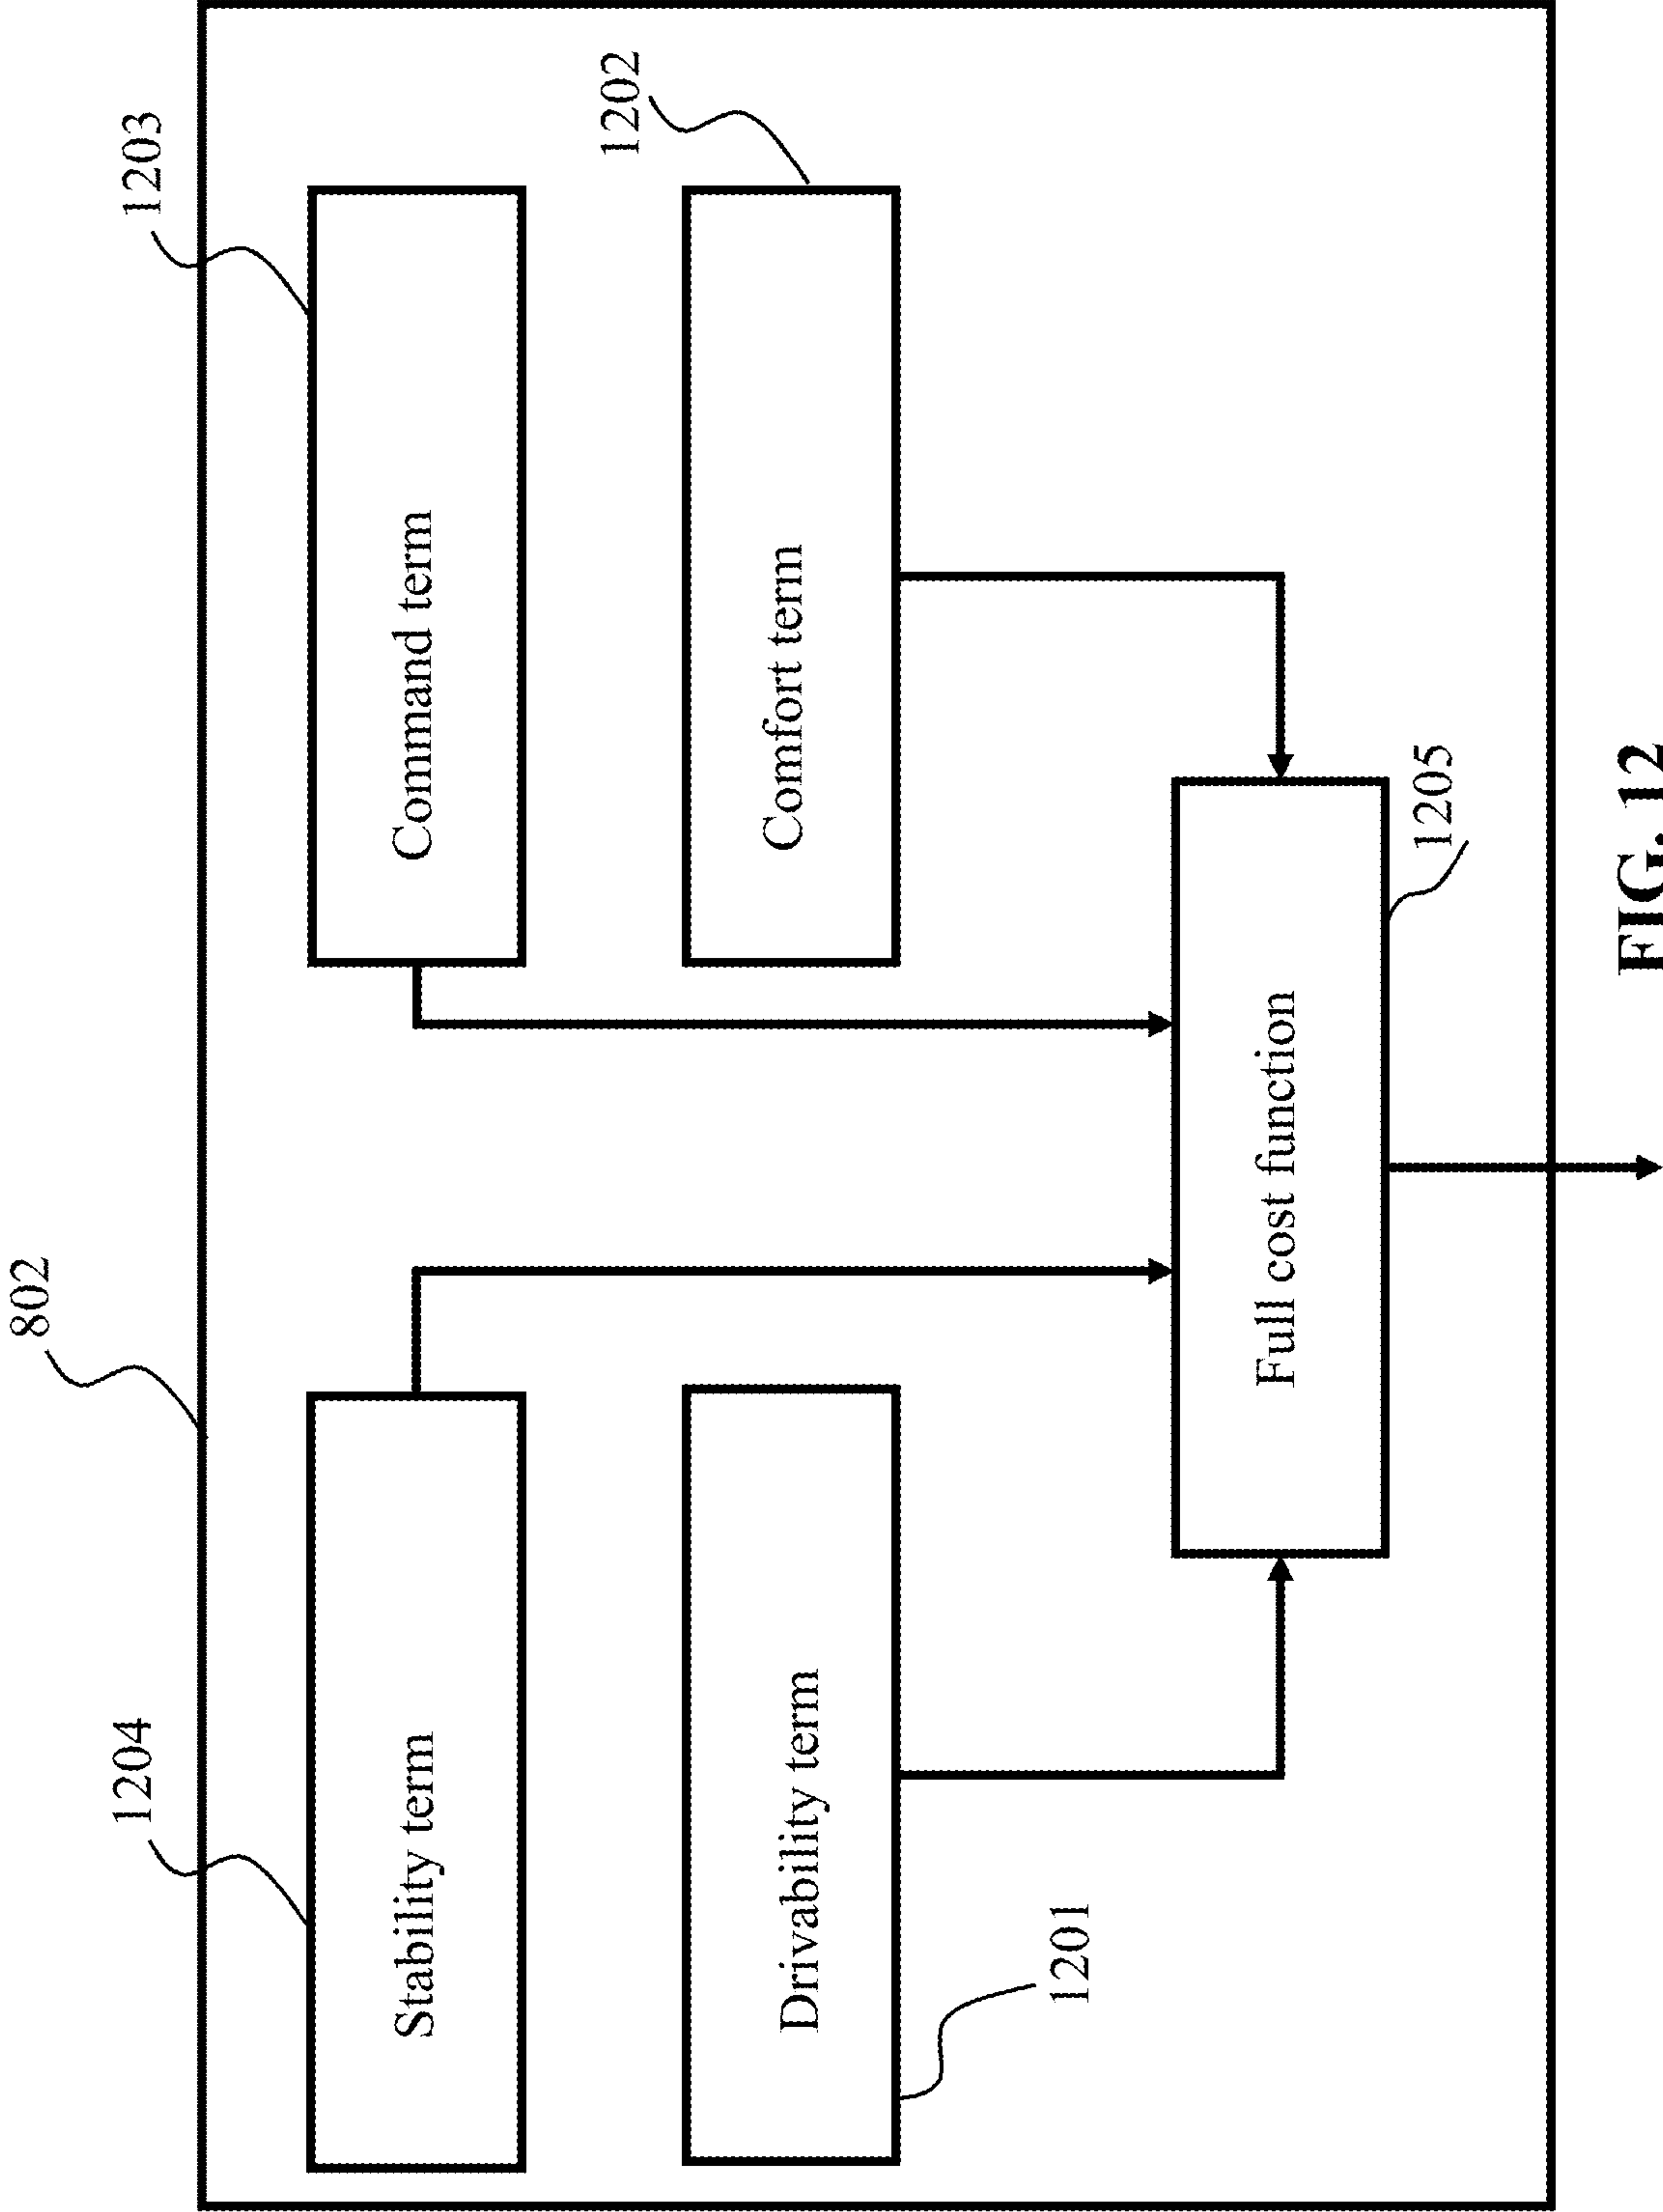 802
1204
1203
Stability term
Command term
1202
Drivability term
Comfort term
1201
Full cost function
1205
FIG. 12